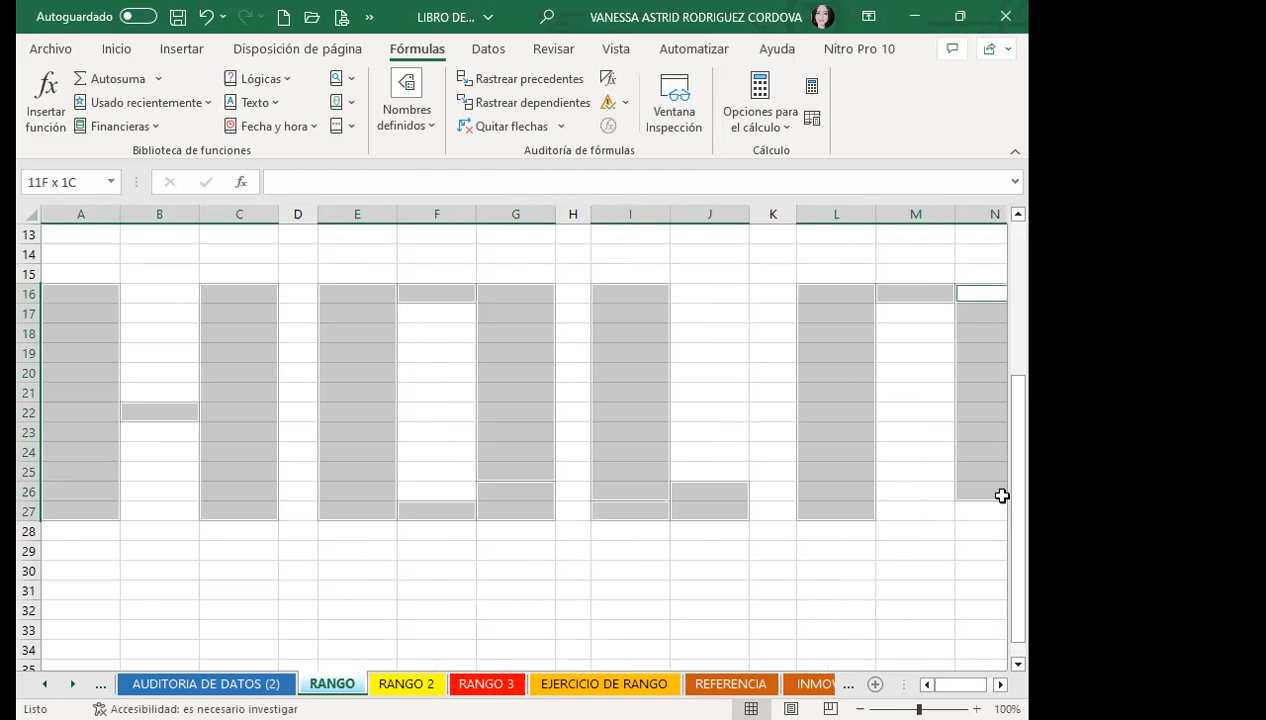 Autoguardado LIBRO DE... VANESSA ASTRID RODRIGUEZ CORDOVA
Archivo Inicio Insertar Disposición de página Fórmulas Datos Revisar Vista Automatizar Ayuda Nitro Pro 10
Insertar función
Autosuma
Usado recientemente
Financieras
Lógicas
Texto
Fecha y hora
Biblioteca de funciones
Nombres definidos
Rastrear precedentes
Rastrear dependientes
Quitar flechas
Ventana Inspección
Auditoría de fórmulas
Opciones para el cálculo
Cálculo
11F x 1C
fx
A B C D E F G H I J K L M N
13
14
15
16
17
18
19
20
21
22
23
24
25
26
27
28
29
30
31
32
33
34
35
... AUDITORIA DE DATOS (2) RANGO RANGO 2 RANGO 3 EJERCICIO DE RANGO REFERENCIA INMOV ...
Listo Accesibilidad: es necesario investigar 100%